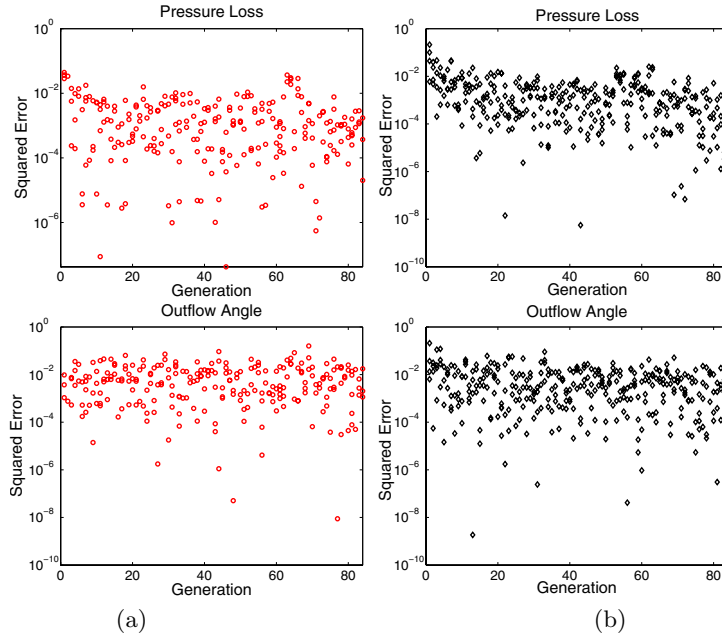 Pressure Loss
10^0
10^-2
10^-4
10^-6
Squared Error
0 20 40 60 80
Generation
Outflow Angle
10^0
10^-2
10^-4
10^-6
10^-8
10^-10
Squared Error
0 20 40 60 80
Generation
(a)
Pressure Loss
10^0
10^-2
10^-4
10^-6
10^-8
10^-10
Squared Error
0 20 40 60 80
Generation
Outflow Angle
10^0
10^-2
10^-4
10^-6
10^-8
10^-10
Squared Error
0 20 40 60 80
Generation
(b)